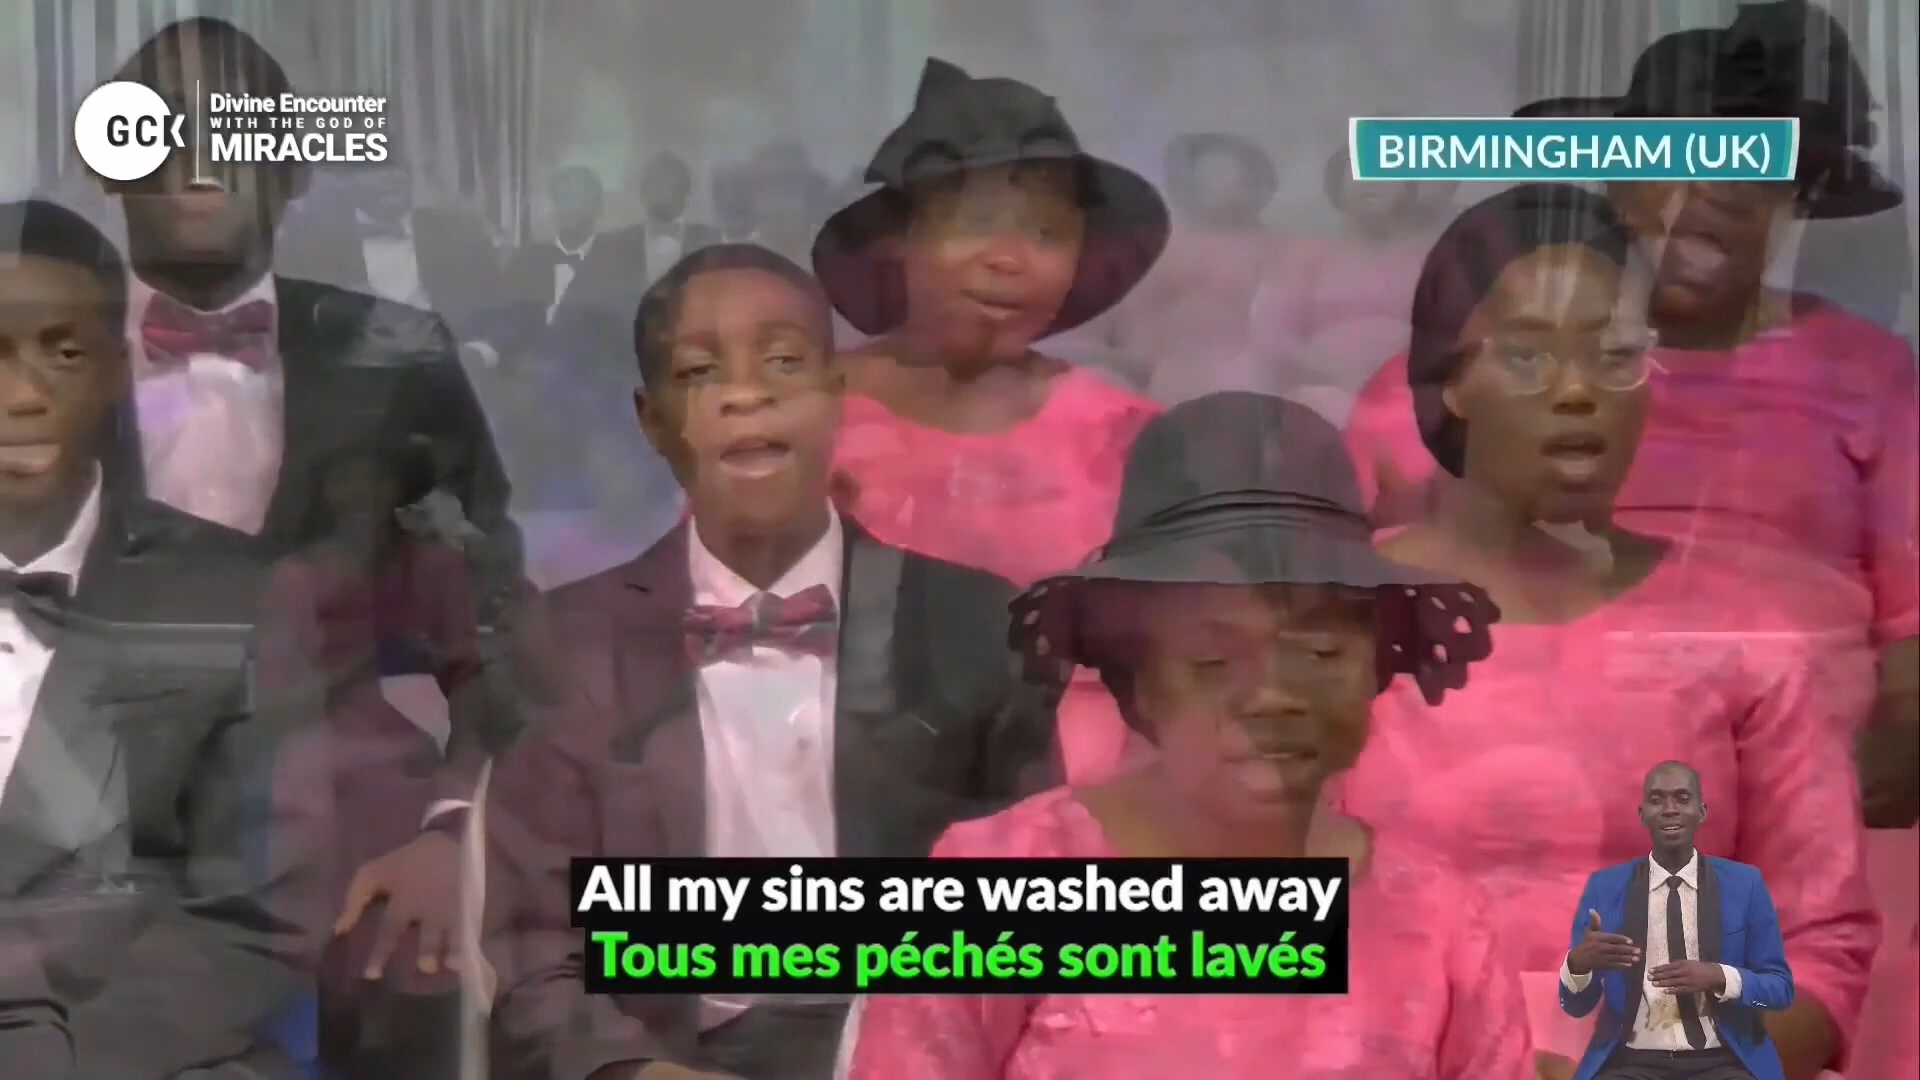 GCK
Divine Encounter
WITH THE GOD OF
MIRACLES
BIRMINGHAM (UK)
All my sins are washed away
Tous mes péchés sont lavés